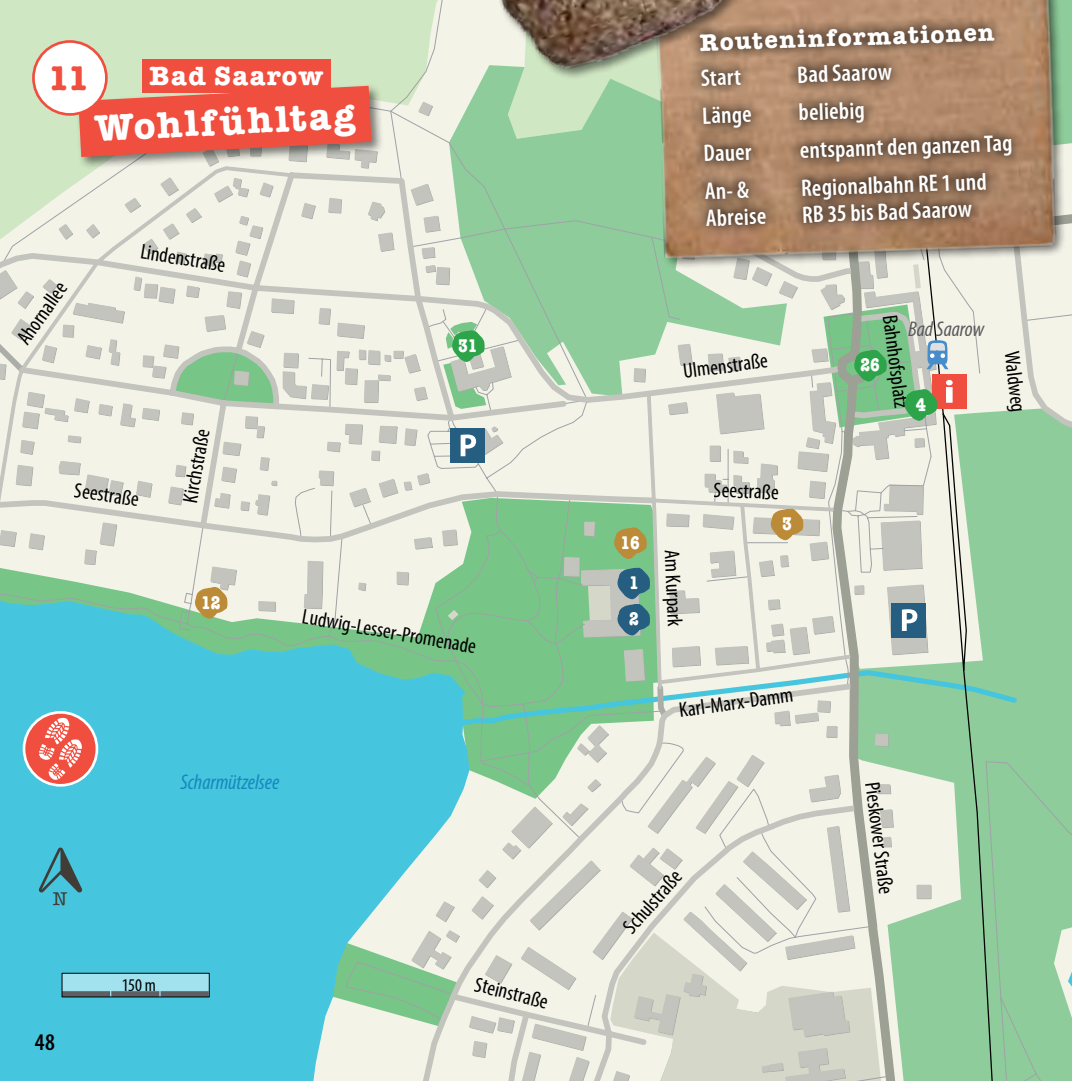 11
Bad Saarow
Wohlfühltag
Routeninformationen
Start Bad Saarow
Länge beliebig
Dauer entspannt den ganzen Tag
An- & Regionalbahn RE 1 und
Abreise RB 35 bis Bad Saarow
Lindenstraße
Ahornallee
31
Ulmenstraße
Bahnhofsplatz
Bad Saarow
26
4
i
Waldweg
P
Kirchstraße
Seestraße
Seestraße
3
16
1
2
Am Kurpark
12
Ludwig-Lesser-Promenade
P
Karl-Marx-Damm
Scharmützelsee
Pieskower Straße
Schulstraße
Steinstraße
N
150 m
48